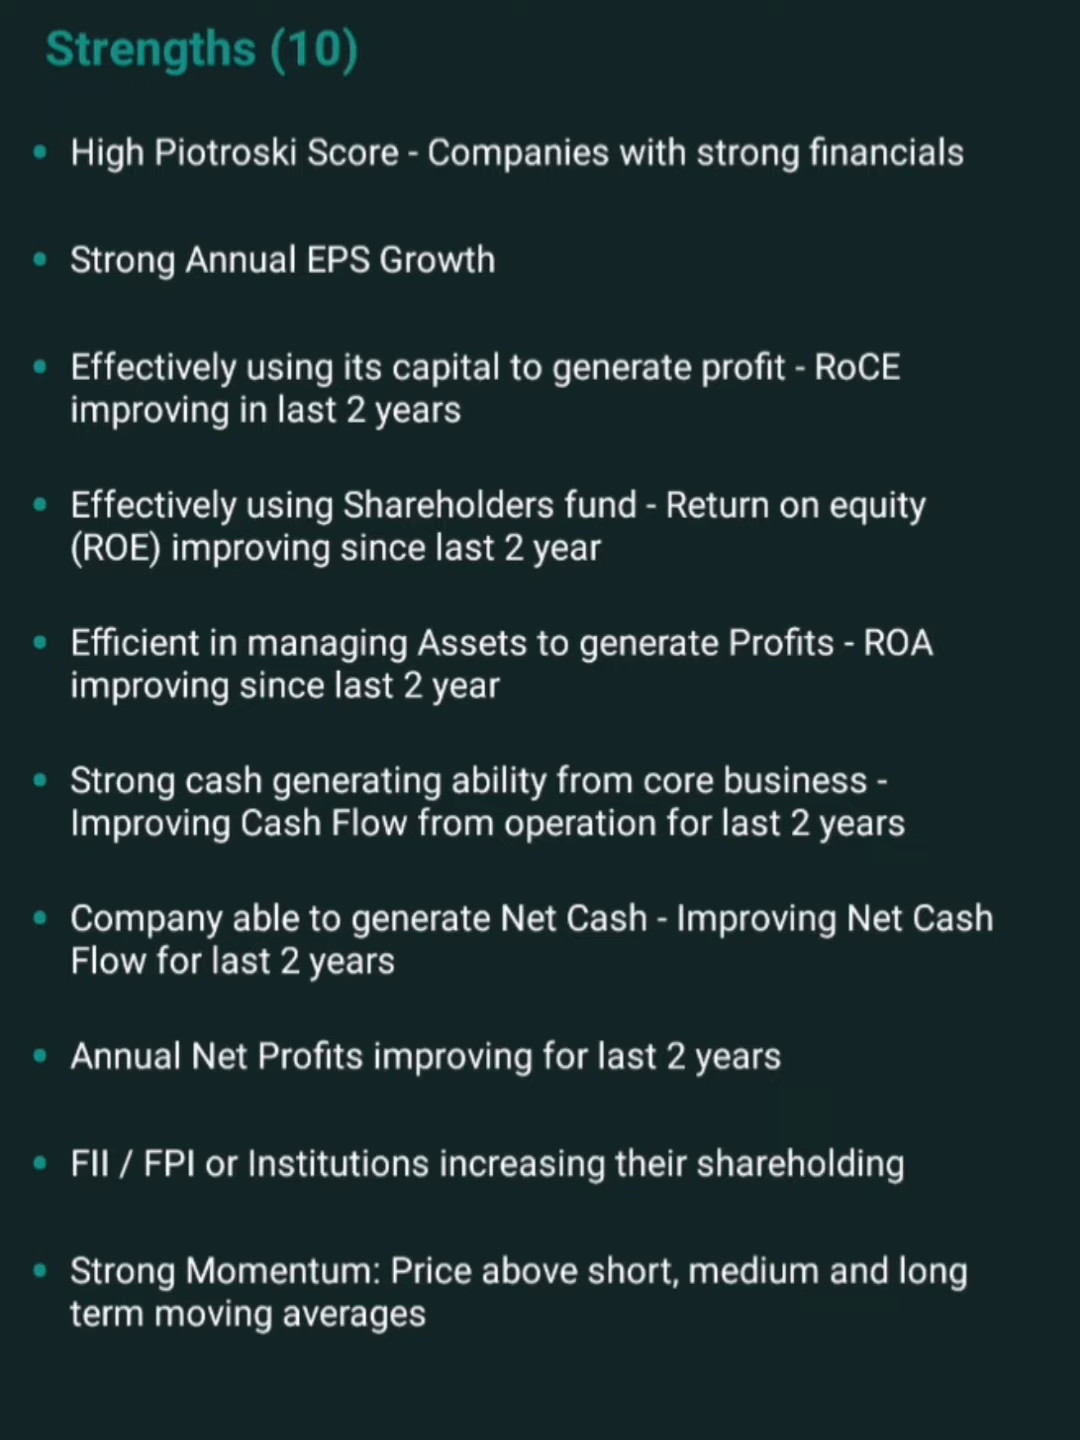 Strengths (10)
• High Piotroski Score - Companies with strong financials
• Strong Annual EPS Growth
• Effectively using its capital to generate profit - RoCE
improving in last 2 years
• Effectively using Shareholders fund - Return on equity
(ROE) improving since last 2 year
• Efficient in managing Assets to generate Profits - ROA
improving since last 2 year
• Strong cash generating ability from core business -
Improving Cash Flow from operation for last 2 years
• Company able to generate Net Cash - Improving Net Cash
Flow for last 2 years
• Annual Net Profits improving for last 2 years
• FII / FPI or Institutions increasing their shareholding
• Strong Momentum: Price above short, medium and long
term moving averages